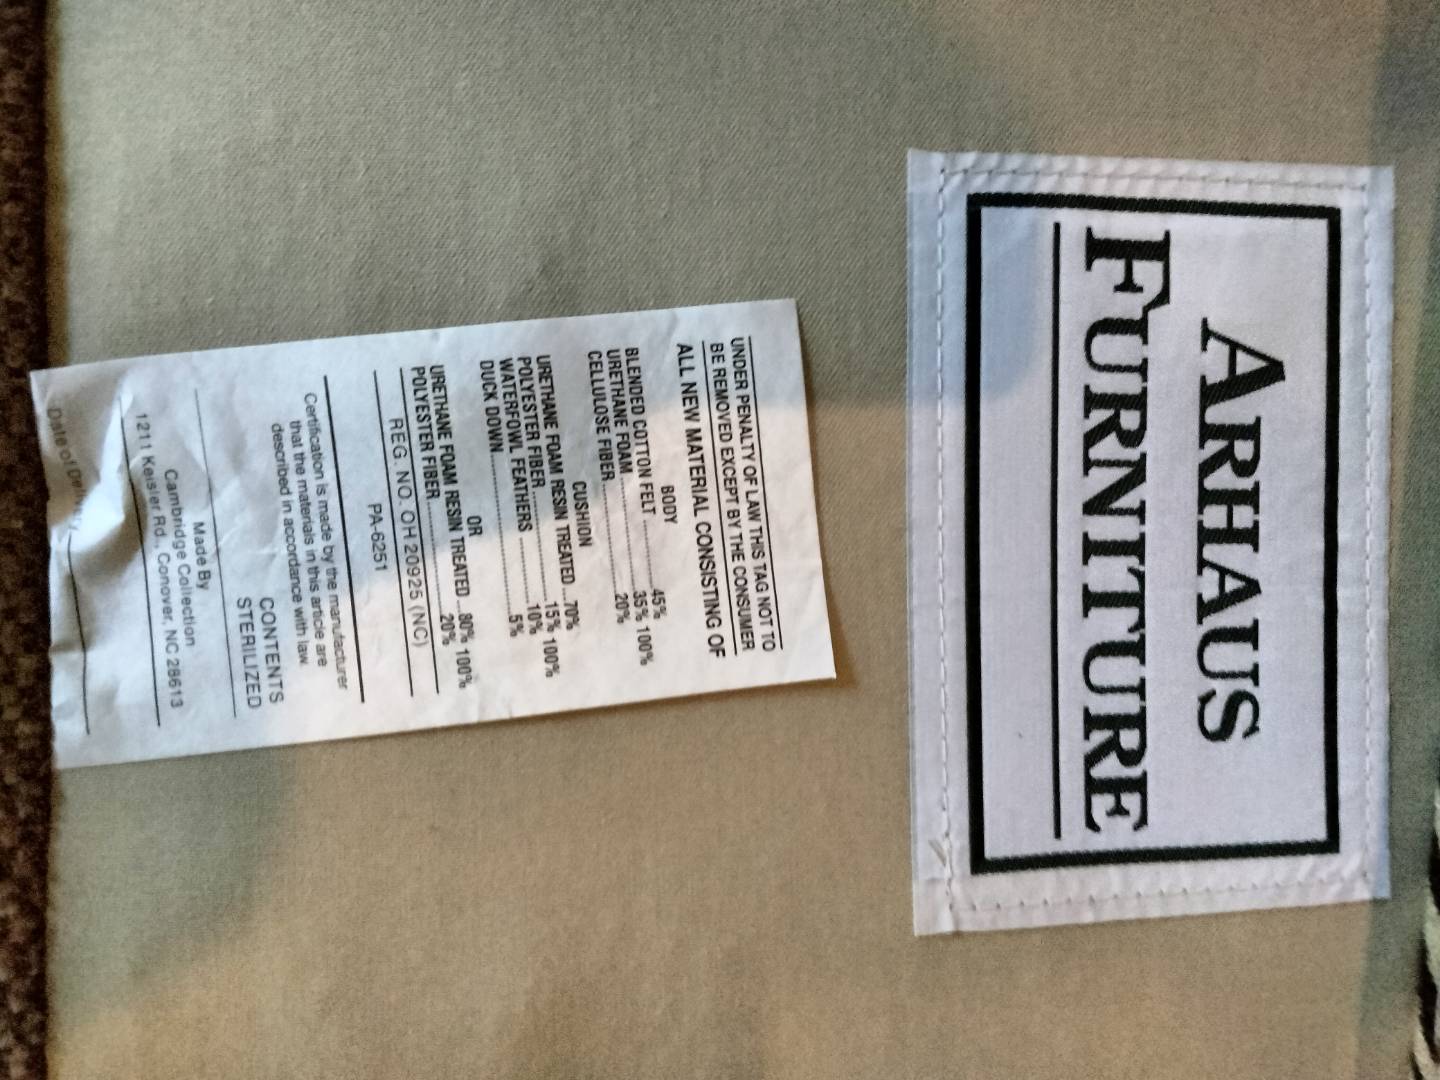 ARHAUS
FURNITURE
UNDER PENALTY OF LAW THIS TAG NOT TO
BE REMOVED EXCEPT BY THE CONSUMER
ALL NEW MATERIAL CONSISTING OF
BODY
BLENDED COTTON FELT ........... 45%
URETHANE FOAM ........... 35% 100%
CELLULOSE FIBER ........... 20%
CUSHION
URETHANE FOAM RESIN TREATED ... 70%
POLYESTER FIBER ........... 15% 100%
WATERFOWL FEATHERS ........... 10%
DUCK DOWN ........... 5%
OR
URETHANE FOAM RESIN TREATED ... 80% 100%
POLYESTER FIBER ........... 20%
REG. NO. OH 20925 (NC)
PA-6251
Certification is made by the manufacturer
that the materials in this article are
described in accordance with law.
CONTENTS
STERILIZED
Made By
Cambridge Collection
1211 Keisler Rd., Conover, NC 28613
Date of Delivery